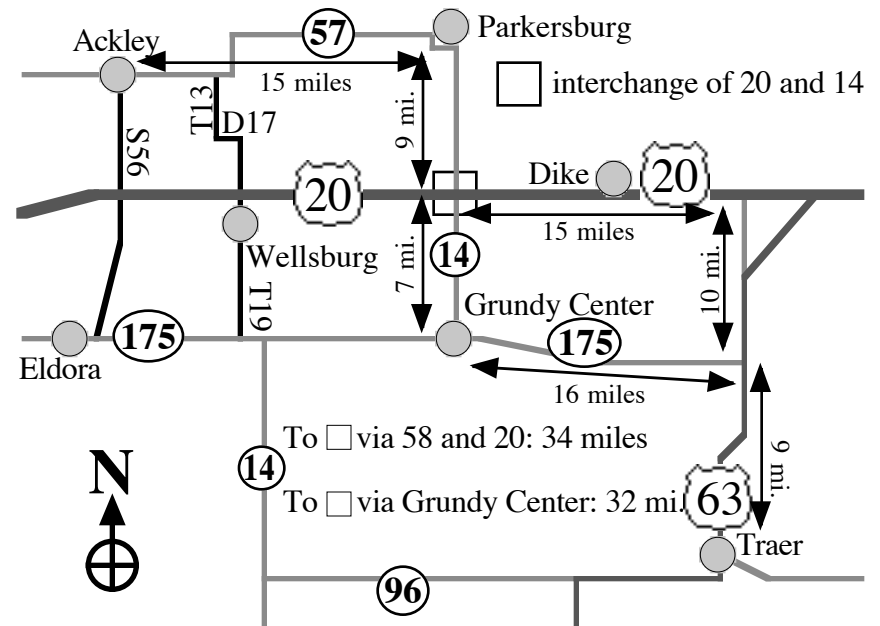 Parkersburg
57
Ackley
15 miles
interchange of 20 and 14
T13
D17
9 mi.
S56
20
Dike
20
15 miles
14
7 mi.
10 mi.
Wellsburg
T19
Grundy Center
175
175
Eldora
16 miles
To □ via 58 and 20: 34 miles
N
14
9 mi.
To □ via Grundy Center: 32 mi.
63
Traer
96